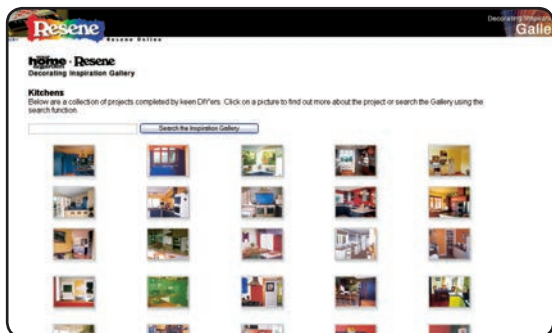 Resene
Resene Online
Decorating Inspiration
Galle
home · Resene
Decorating Inspiration Gallery
Kitchens
Below are a collection of projects completed by keen DIY'ers. Click on a picture to find out more about the project or search the Gallery using the
search function.
Search the Inspiration Gallery